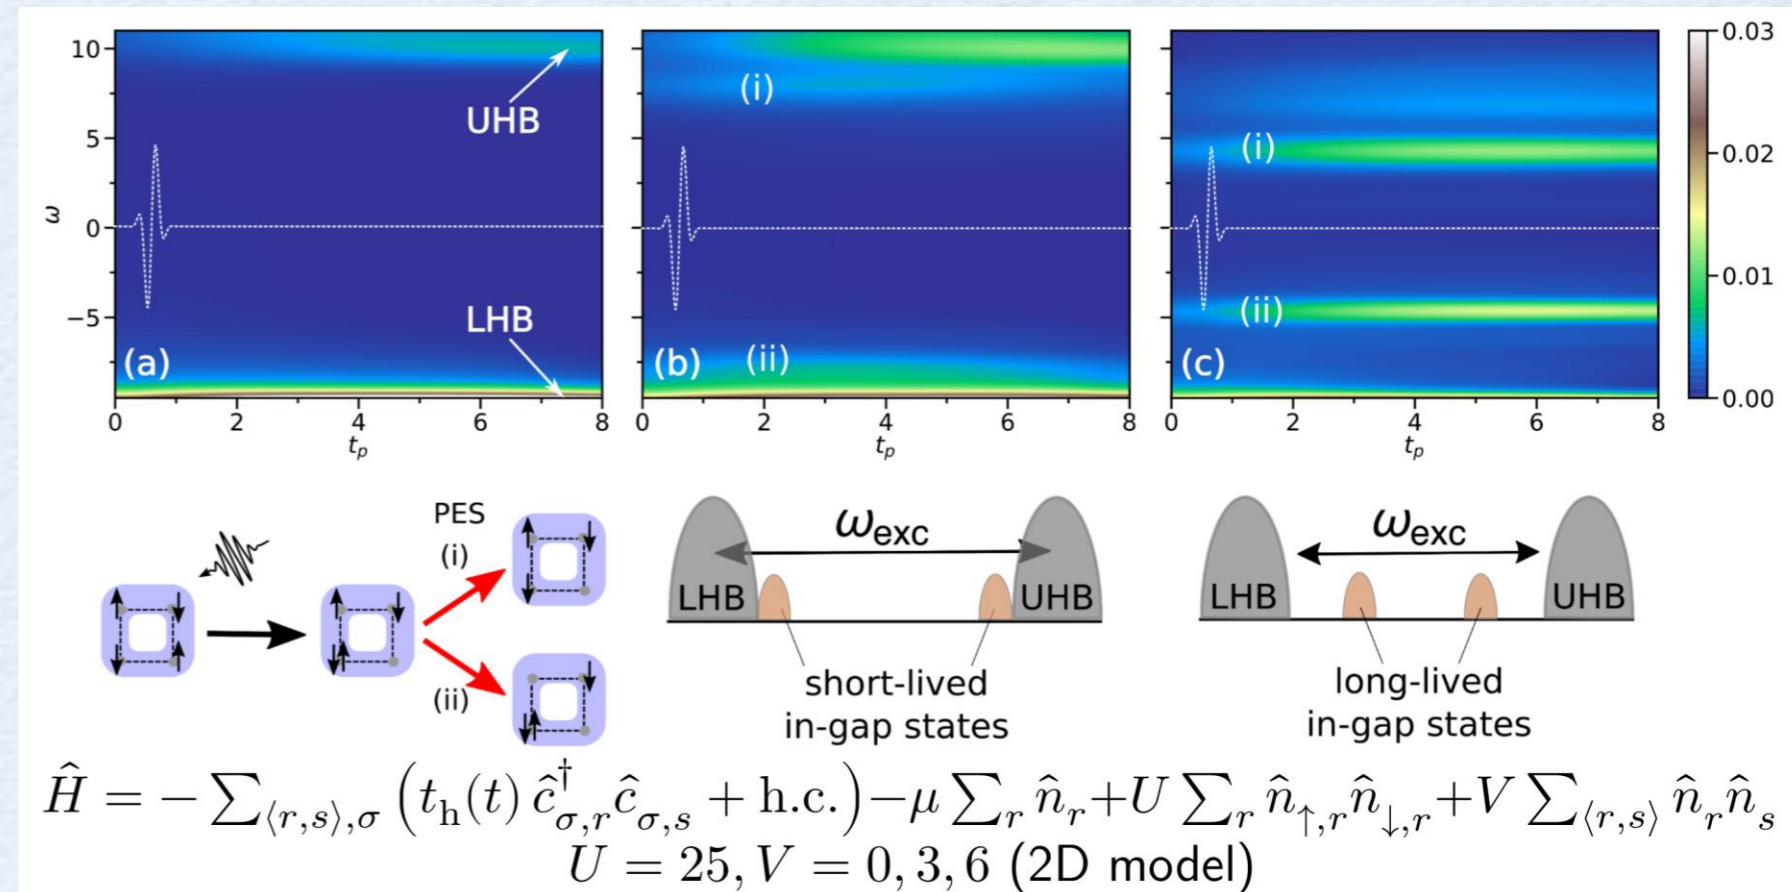 10
5
0
−5
ω
UHB
LHB
(a)
0 2 4 6 8
t_p
(i)
(ii)
(b)
0 2 4 6 8
t_p
(i)
(ii)
(c)
0 2 4 6 8
t_p
0.03
0.02
0.01
0.00
PES
(i)
(ii)
ω_exc
LHB
UHB
short-lived
in-gap states
ω_exc
LHB
UHB
long-lived
in-gap states
Ĥ = − ∑_{⟨r,s⟩,σ} (t_h(t) ĉ†_{σ,r} ĉ_{σ,s} + h.c.) − μ ∑_r n̂_r + U ∑_r n̂_{↑,r} n̂_{↓,r} + V ∑_{⟨r,s⟩} n̂_r n̂_s
U = 25, V = 0, 3, 6 (2D model)